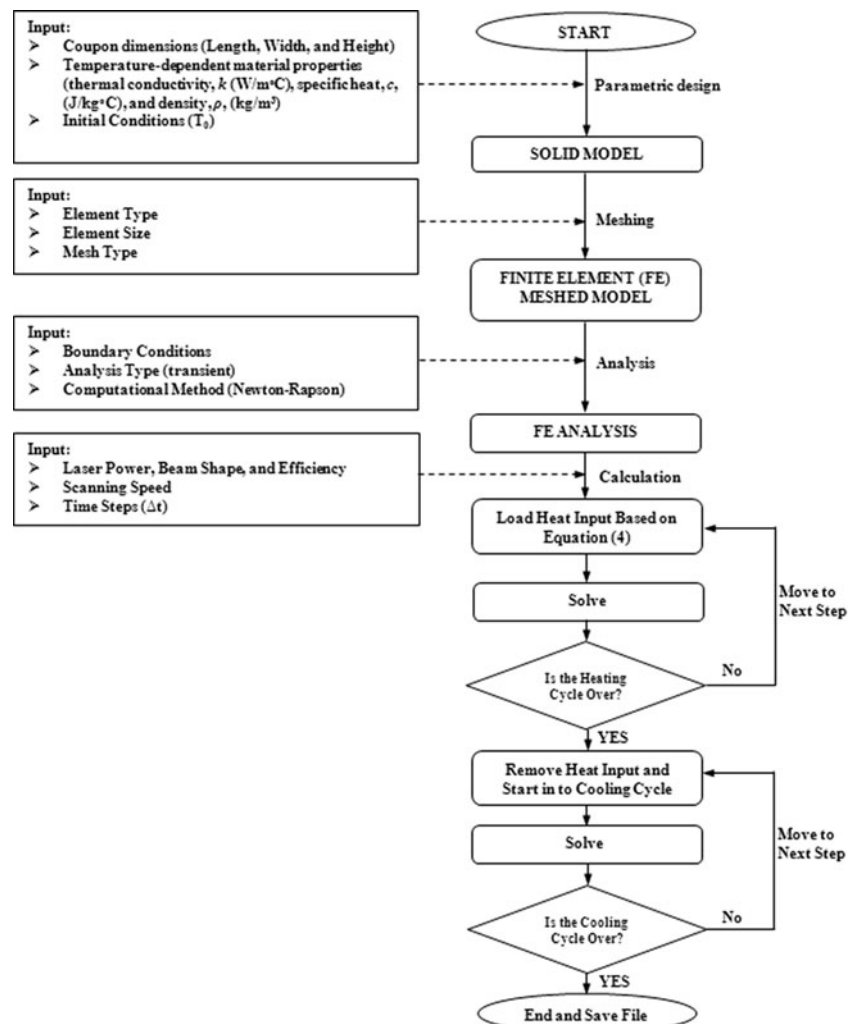 Input:
➢ Coupon dimensions (Length, Width, and Height)
➢ Temperature-dependent material properties
(thermal conductivity, k (W/m°C), specific heat, c,
(J/kg°C), and density, ρ, (kg/m³)
➢ Initial Conditions (T₀)
START
Parametric design
SOLID MODEL
Input:
➢ Element Type
➢ Element Size
➢ Mesh Type
Meshing
FINITE ELEMENT (FE)
MESHED MODEL
Input:
➢ Boundary Conditions
➢ Analysis Type (transient)
➢ Computational Method (Newton-Rapson)
Analysis
FE ANALYSIS
Input:
➢ Laser Power, Beam Shape, and Efficiency
➢ Scanning Speed
➢ Time Steps (Δt)
Calculation
Load Heat Input Based on
Equation (4)
Move to
Next Step
Solve
Is the Heating
Cycle Over?
No
YES
Remove Heat Input and
Start in to Cooling Cycle
Solve
Move to
Next Step
Is the Cooling
Cycle Over?
No
YES
End and Save File